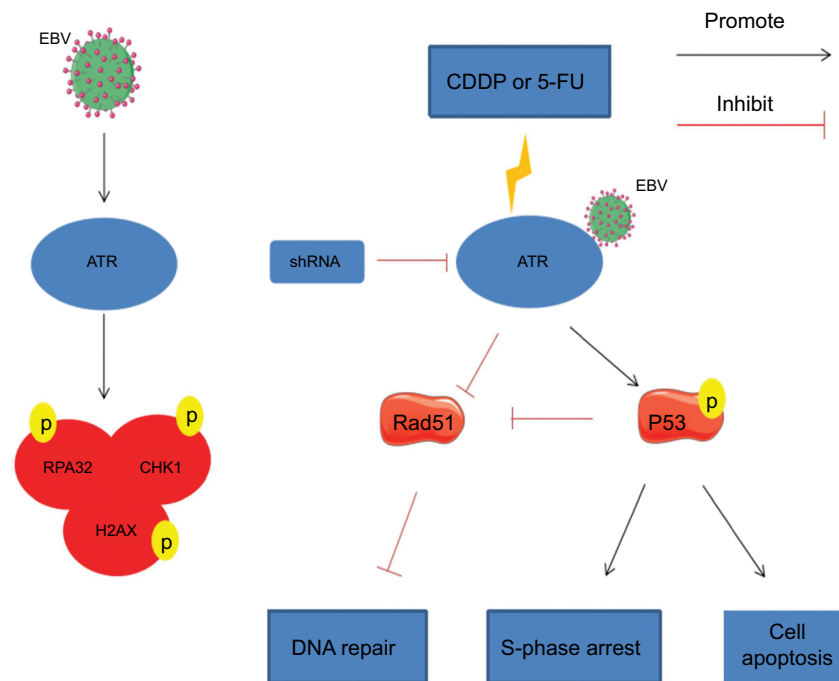 EBV
ATR
p
p
RPA32
CHK1
H2AX
p
CDDP or 5-FU
Promote
Inhibit
EBV
shRNA
ATR
Rad51
P53
p
DNA repair
S-phase arrest
Cell
apoptosis